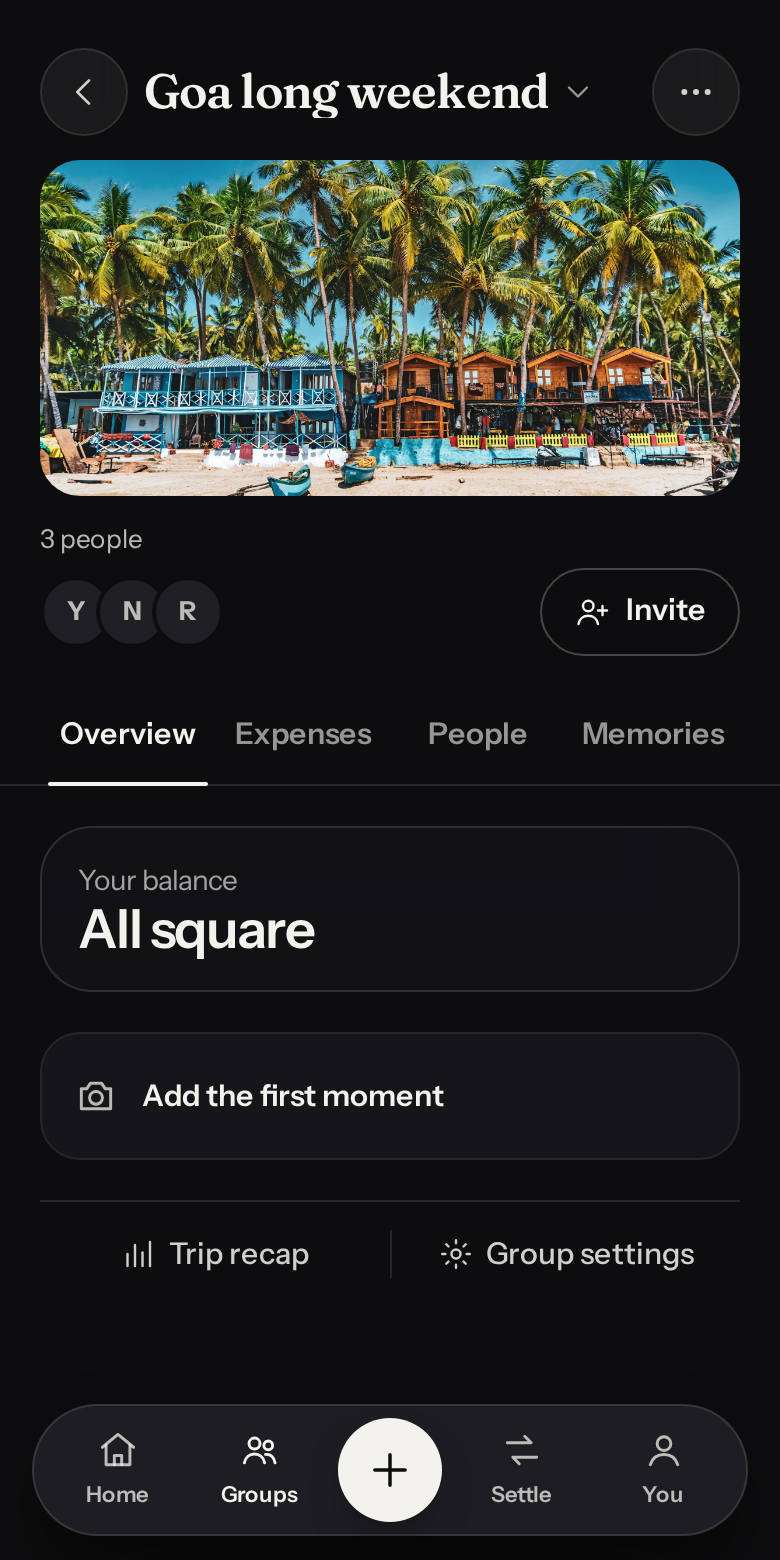 Goa long weekend
3 people
Y N R
Invite
Overview Expenses People Memories
Your balance
All square
Add the first moment
Trip recap Group settings
Home Groups Settle You